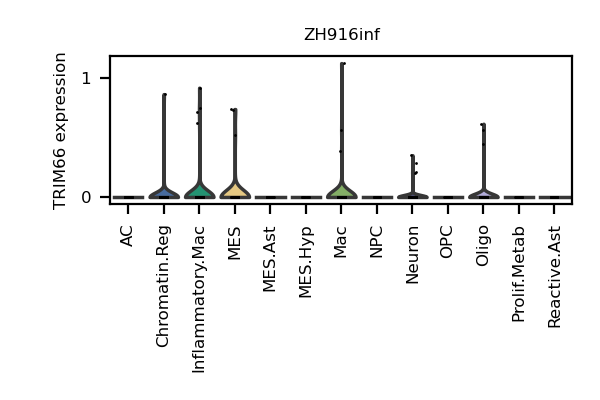 ZH916inf
TRIM66 expression
1
0
AC
Chromatin.Reg
Inflammatory.Mac
MES
MES.Ast
MES.Hyp
Mac
NPC
Neuron
OPC
Oligo
Prolif.Metab
Reactive.Ast